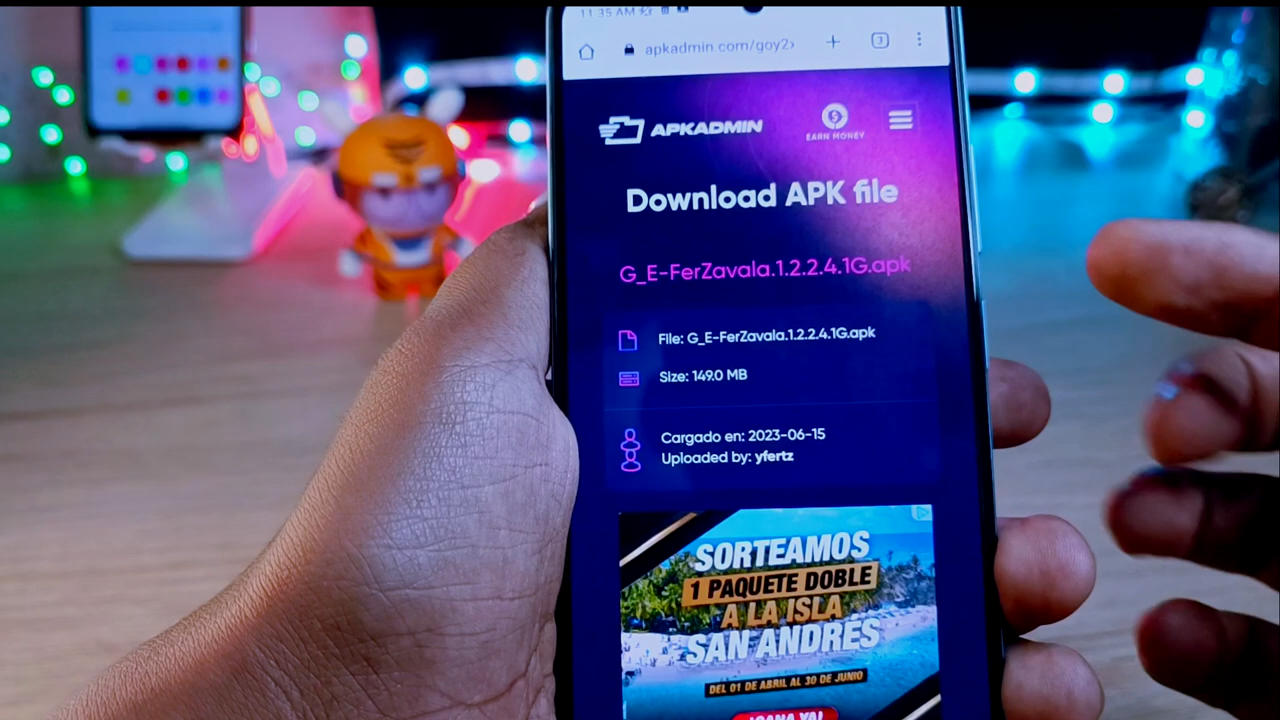 11:35 AM
apkadmin.com/goy2
3
APKADMIN
EARN MONEY
Download APK file
G_E-FerZavala.1.2.2.4.1G.apk
File: G_E-FerZavala.1.2.2.4.1G.apk
Size: 149.0 MB
Cargado en: 2023-06-15
Uploaded by: yfertz
SORTEAMOS
1 PAQUETE DOBLE
A LA ISLA
SAN ANDRÉS
DEL 01 DE ABRIL AL 30 DE JUNIO
¡GANA YA!